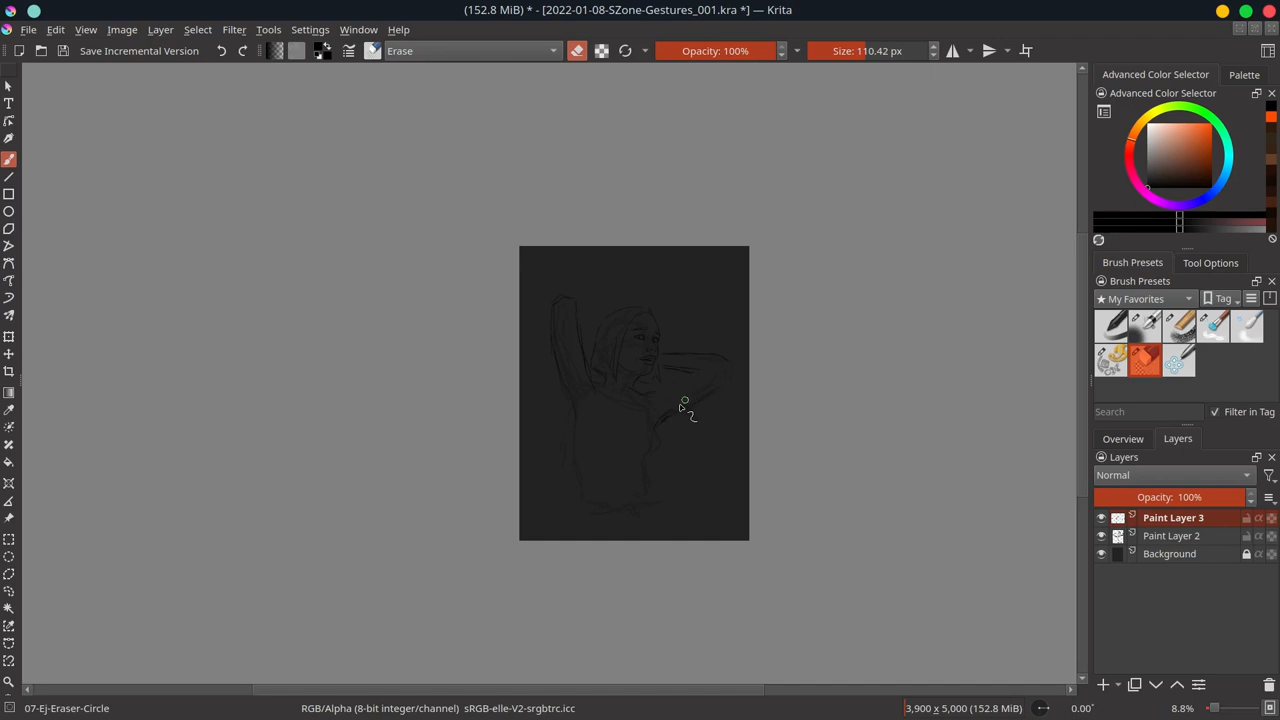 (152.8 MiB) * - [2022-01-08-SZone-Gestures_001.kra *] — Krita
File Edit View Image Layer Select Filter Tools Settings Window Help
Save Incremental Version Erase Opacity: 100% Size: 110.42 px
Advanced Color Selector Palette
Advanced Color Selector
Brush Presets Tool Options
Brush Presets
★ My Favorites Tag
Search Filter in Tag
Overview Layers
Layers
Normal
Opacity: 100%
Paint Layer 3
Paint Layer 2
Background
07-Ej-Eraser-Circle RGB/Alpha (8-bit integer/channel) sRGB-elle-V2-srgbtrc.icc 3,900 x 5,000 (152.8 MiB) 0.00° 8.8%